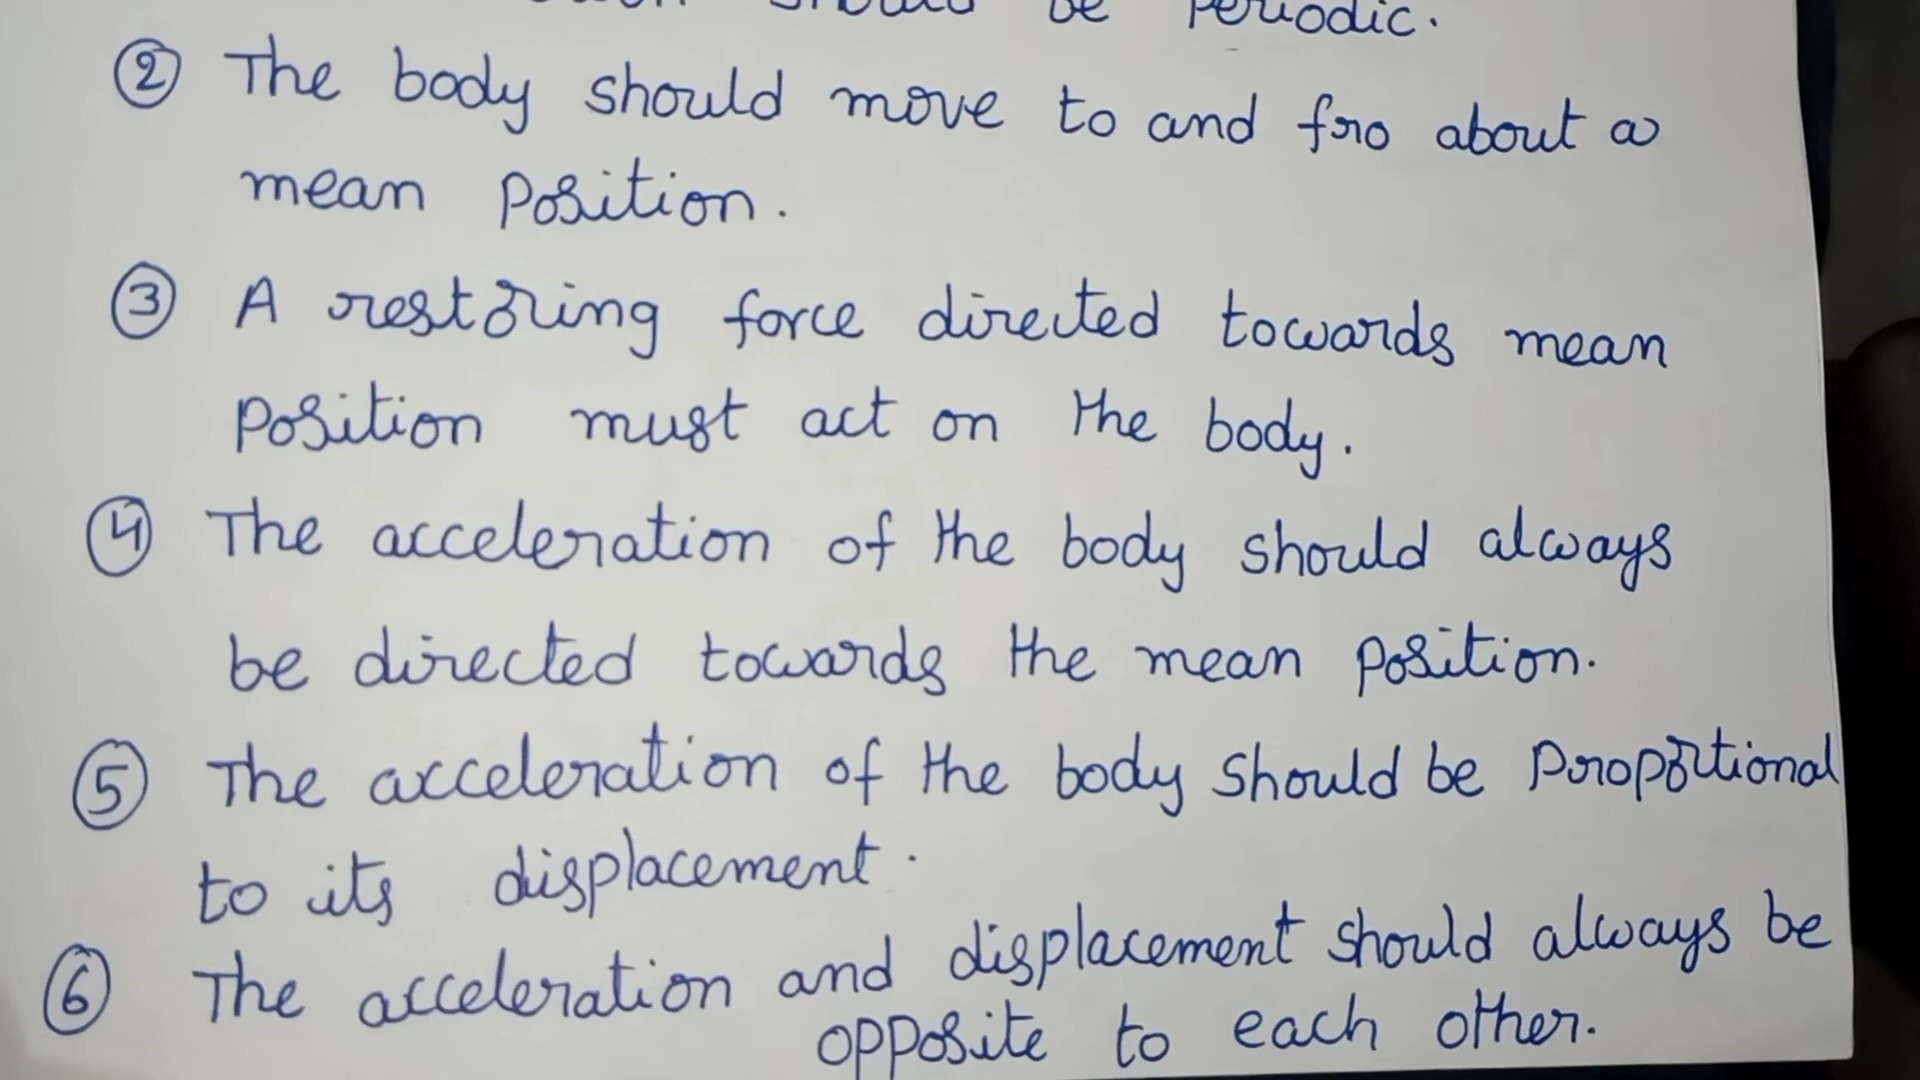 should be Periodic.
② The body should move to and fro about a
mean Position.
③ A restoring force directed towards mean
Position must act on the body.
④ The acceleration of the body should always
be directed towards the mean Position.
⑤ The acceleration of the body should be Proportional
to its displacement.
⑥ The acceleration and displacement should always be
opposite to each other.